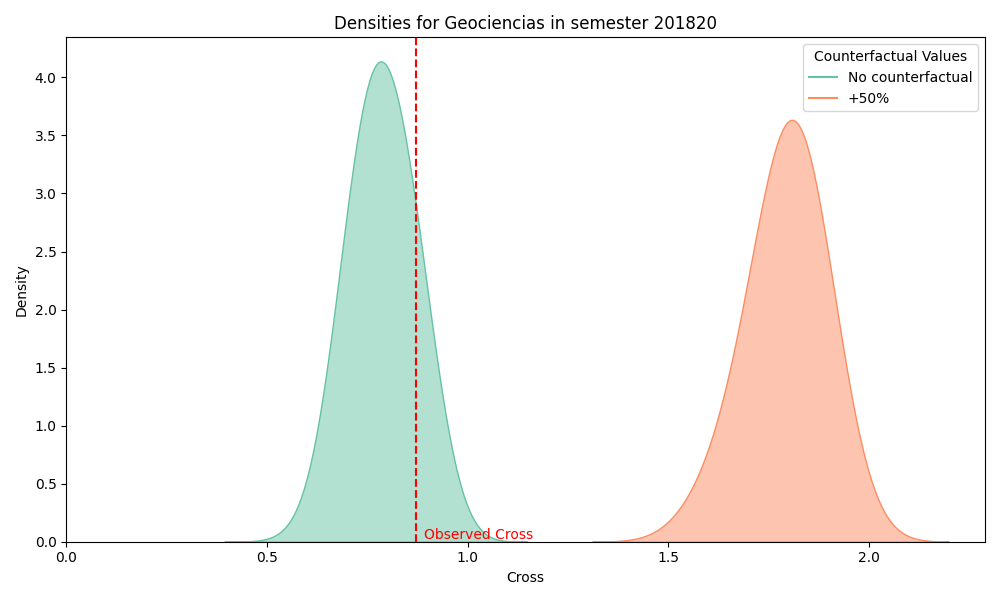 Densities for Geociencias in semester 201820
Counterfactual Values
No counterfactual
+50%
Density
4.0
3.5
3.0
2.5
2.0
1.5
1.0
0.5
0.0
Observed Cross
0.0 0.5 1.0 1.5 2.0
Cross